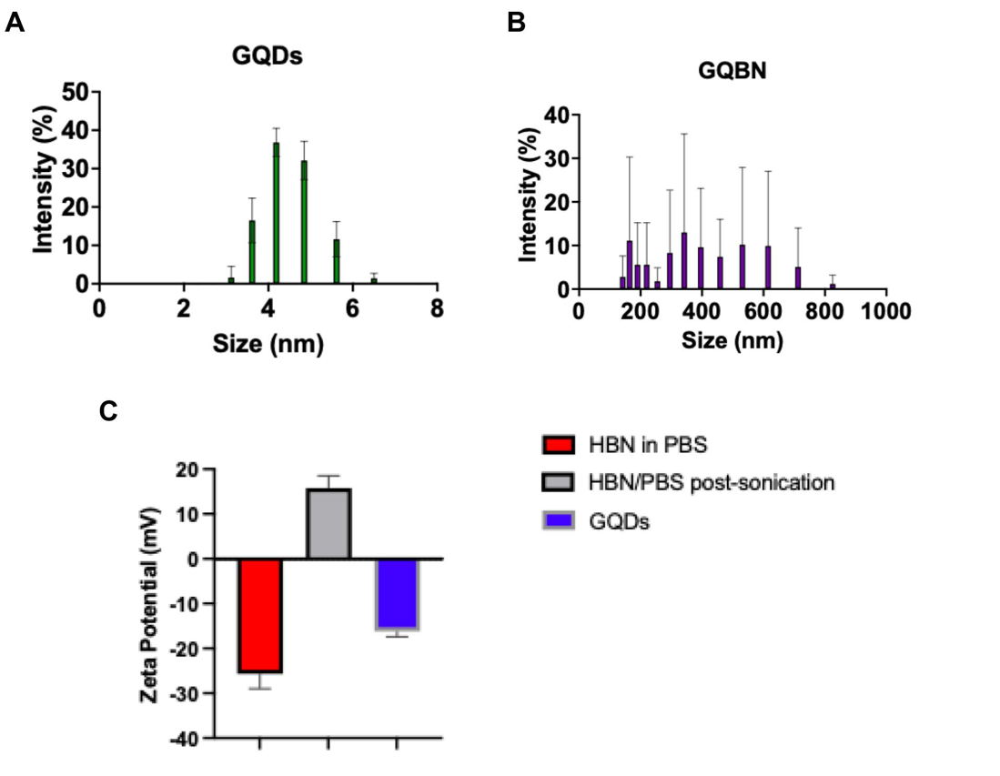 A
GQDs
Intensity (%)
50
40
30
20
10
0
0 2 4 6 8
Size (nm)
B
GQBN
Intensity (%)
40
30
20
10
0
0 200 400 600 800 1000
Size (nm)
C
Zeta Potential (mV)
20
10
0
-10
-20
-30
-40
HBN in PBS
HBN/PBS post-sonication
GQDs